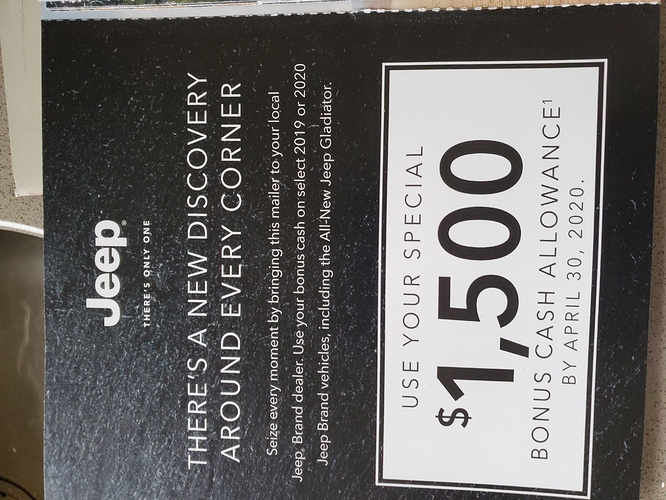 Jeep®
THERE'S ONLY ONE
THERE'S A NEW DISCOVERY
AROUND EVERY CORNER
Seize every moment by bringing this mailer to your local
Jeep® Brand dealer. Use your bonus cash on select 2019 or 2020
Jeep Brand vehicles, including the All-New Jeep Gladiator.
USE YOUR SPECIAL
$1,500
BONUS CASH ALLOWANCE¹
BY APRIL 30, 2020.